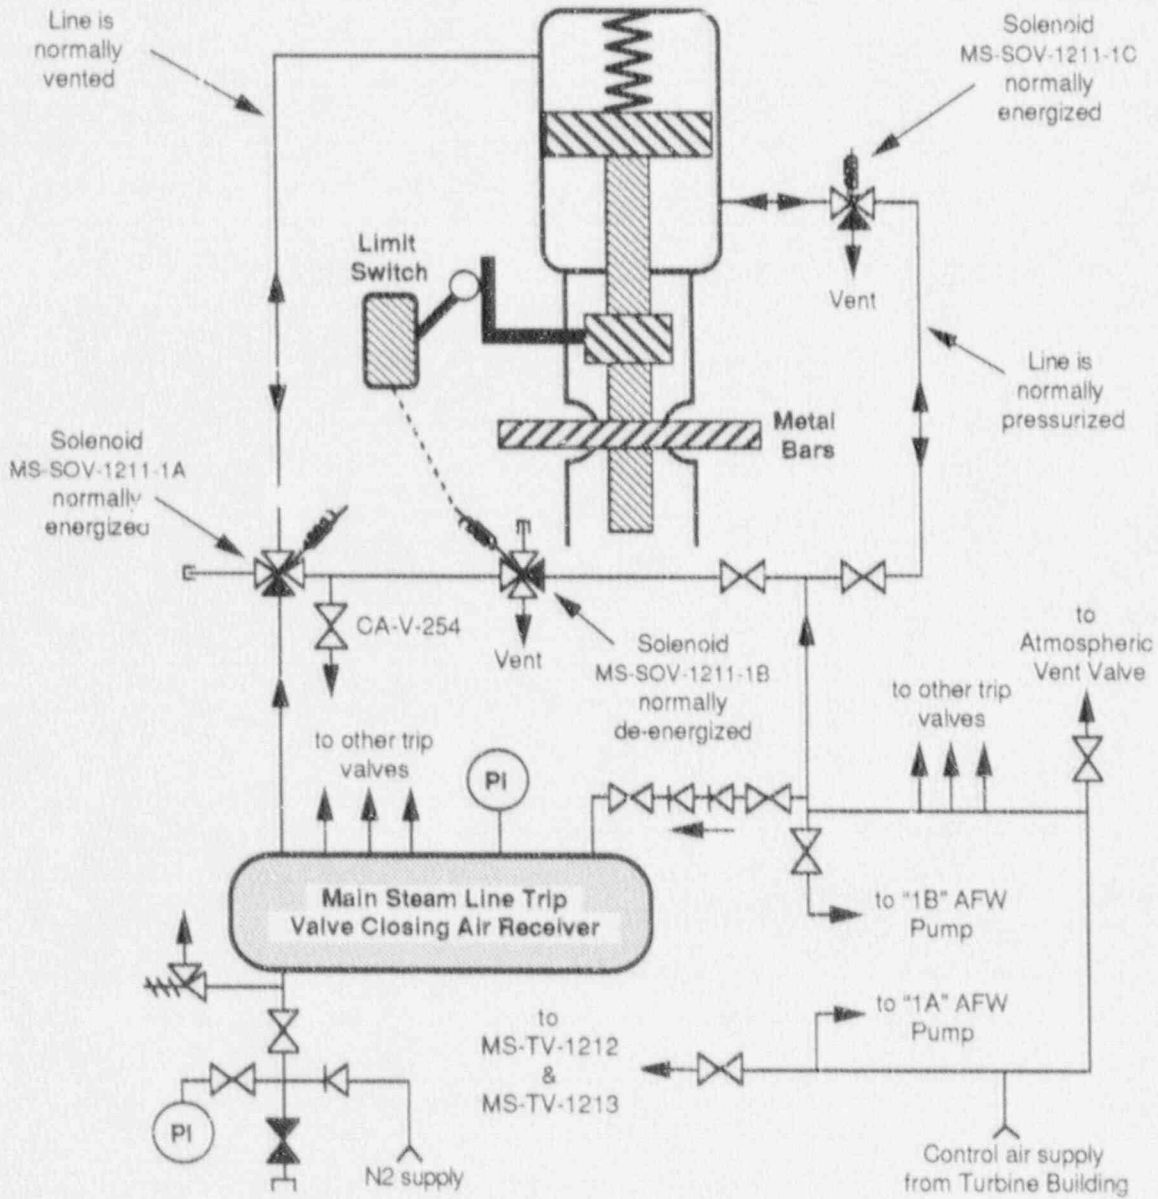 Line is
normally
vented
Solenoid
MS-SOV-1211-1C
normally
energized
Limit
Switch
Vent
Line is
normally
pressurized
Metal
Bars
Solenoid
MS-SOV-1211-1A
normally
energized
CA-V-254
Vent
Solenoid
MS-SOV-1211-1B
normally
de-energized
to
Atmospheric
Vent Valve
to other trip
valves
to other trip
valves
PI
Main Steam Line Trip
Valve Closing Air Receiver
to "1B" AFW
Pump
to "1A" AFW
Pump
to
MS-TV-1212
&
MS-TV-1213
PI
N2 supply
Control air supply
from Turbine Building